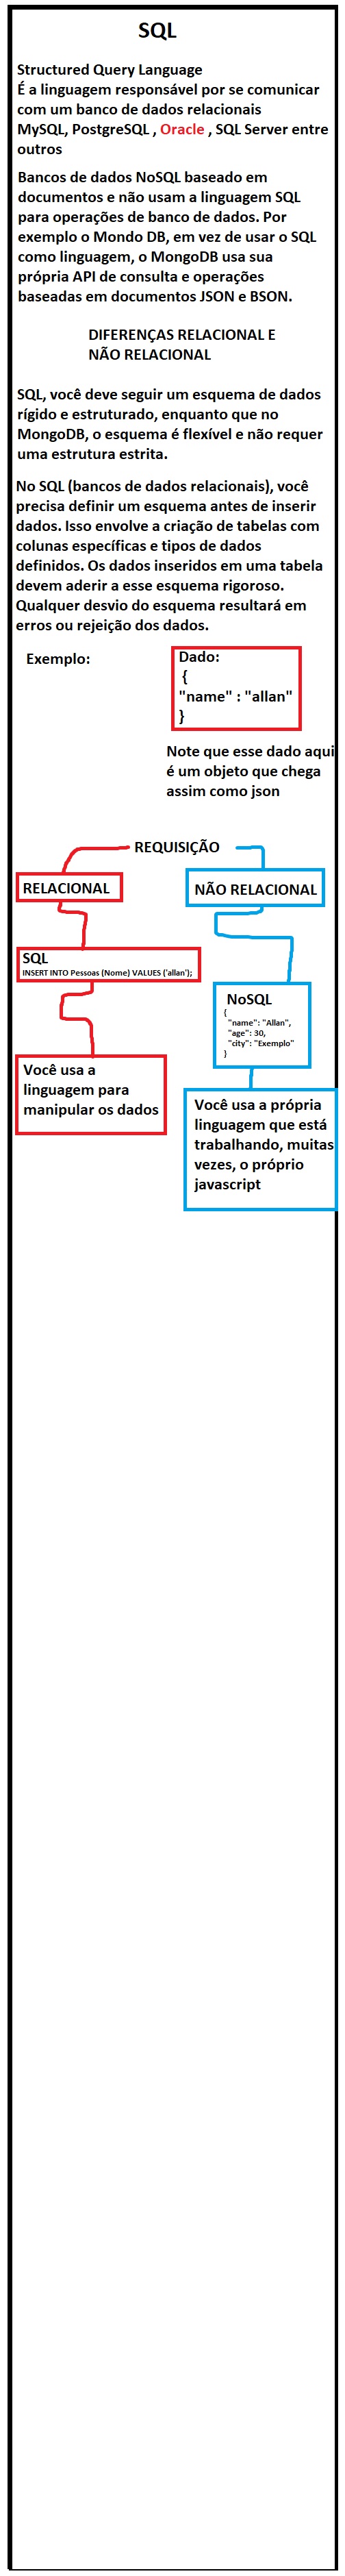 SQL
Structured Query Language
É a linguagem responsável por se comunicar
com um banco de dados relacionais
MySQL, PostgreSQL , Oracle , SQL Server entre
outros
Bancos de dados NoSQL baseado em
documentos e não usam a linguagem SQL
para operações de banco de dados. Por
exemplo o Mondo DB, em vez de usar o SQL
como linguagem, o MongoDB usa sua
própria API de consulta e operações
baseadas em documentos JSON e BSON.
DIFERENÇAS RELACIONAL E
NÃO RELACIONAL
SQL, você deve seguir um esquema de dados
rígido e estruturado, enquanto que no
MongoDB, o esquema é flexível e não requer
uma estrutura estrita.
No SQL (bancos de dados relacionais), você
precisa definir um esquema antes de inserir
dados. Isso envolve a criação de tabelas com
colunas específicas e tipos de dados
definidos. Os dados inseridos em uma tabela
devem aderir a esse esquema rigoroso.
Qualquer desvio do esquema resultará em
erros ou rejeição dos dados.
Exemplo:
Dado:
{
"name" : "allan"
}
Note que esse dado aqui
é um objeto que chega
assim como json
REQUISIÇÃO
RELACIONAL
NÃO RELACIONAL
SQL
INSERT INTO Pessoas (Nome) VALUES ('allan');
NoSQL
{
"name": "Allan",
"age": 30,
"city": "Exemplo"
}
Você usa a
linguagem para
manipular os dados
Você usa a própria
linguagem que está
trabalhando, muitas
vezes, o próprio
javascript